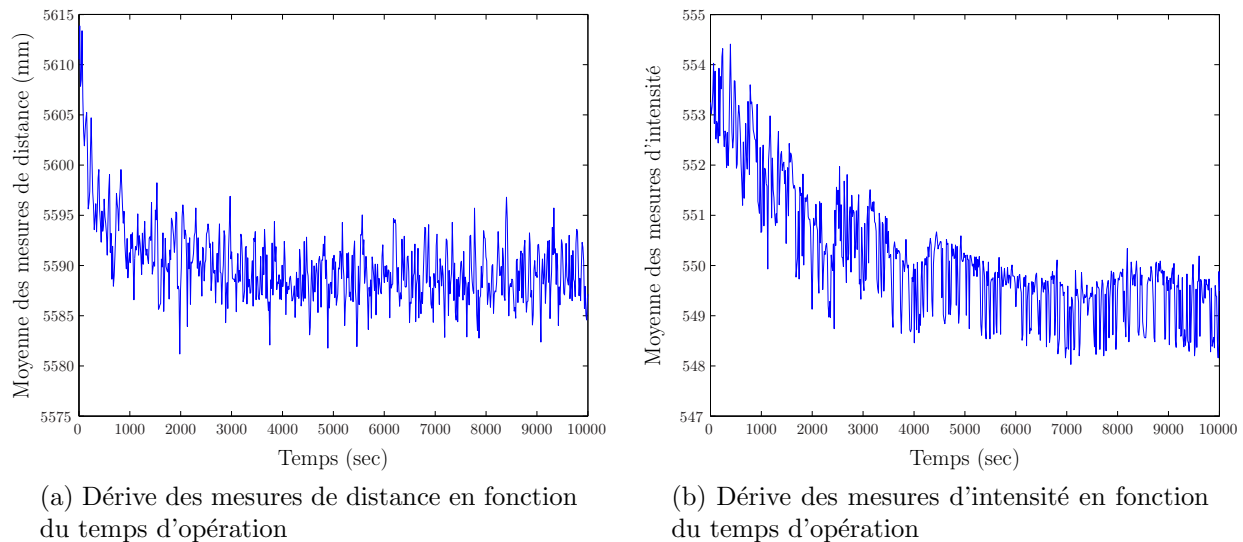 5615
5610
5605
5600
5595
5590
5585
5580
5575
Moyenne des mesures de distance (mm)
0 1000 2000 3000 4000 5000 6000 7000 8000 9000 10000
Temps (sec)
(a) Dérive des mesures de distance en fonction
du temps d'opération
555
554
553
552
551
550
549
548
547
Moyenne des mesures d'intensité
0 1000 2000 3000 4000 5000 6000 7000 8000 9000 10000
Temps (sec)
(b) Dérive des mesures d'intensité en fonction
du temps d'opération